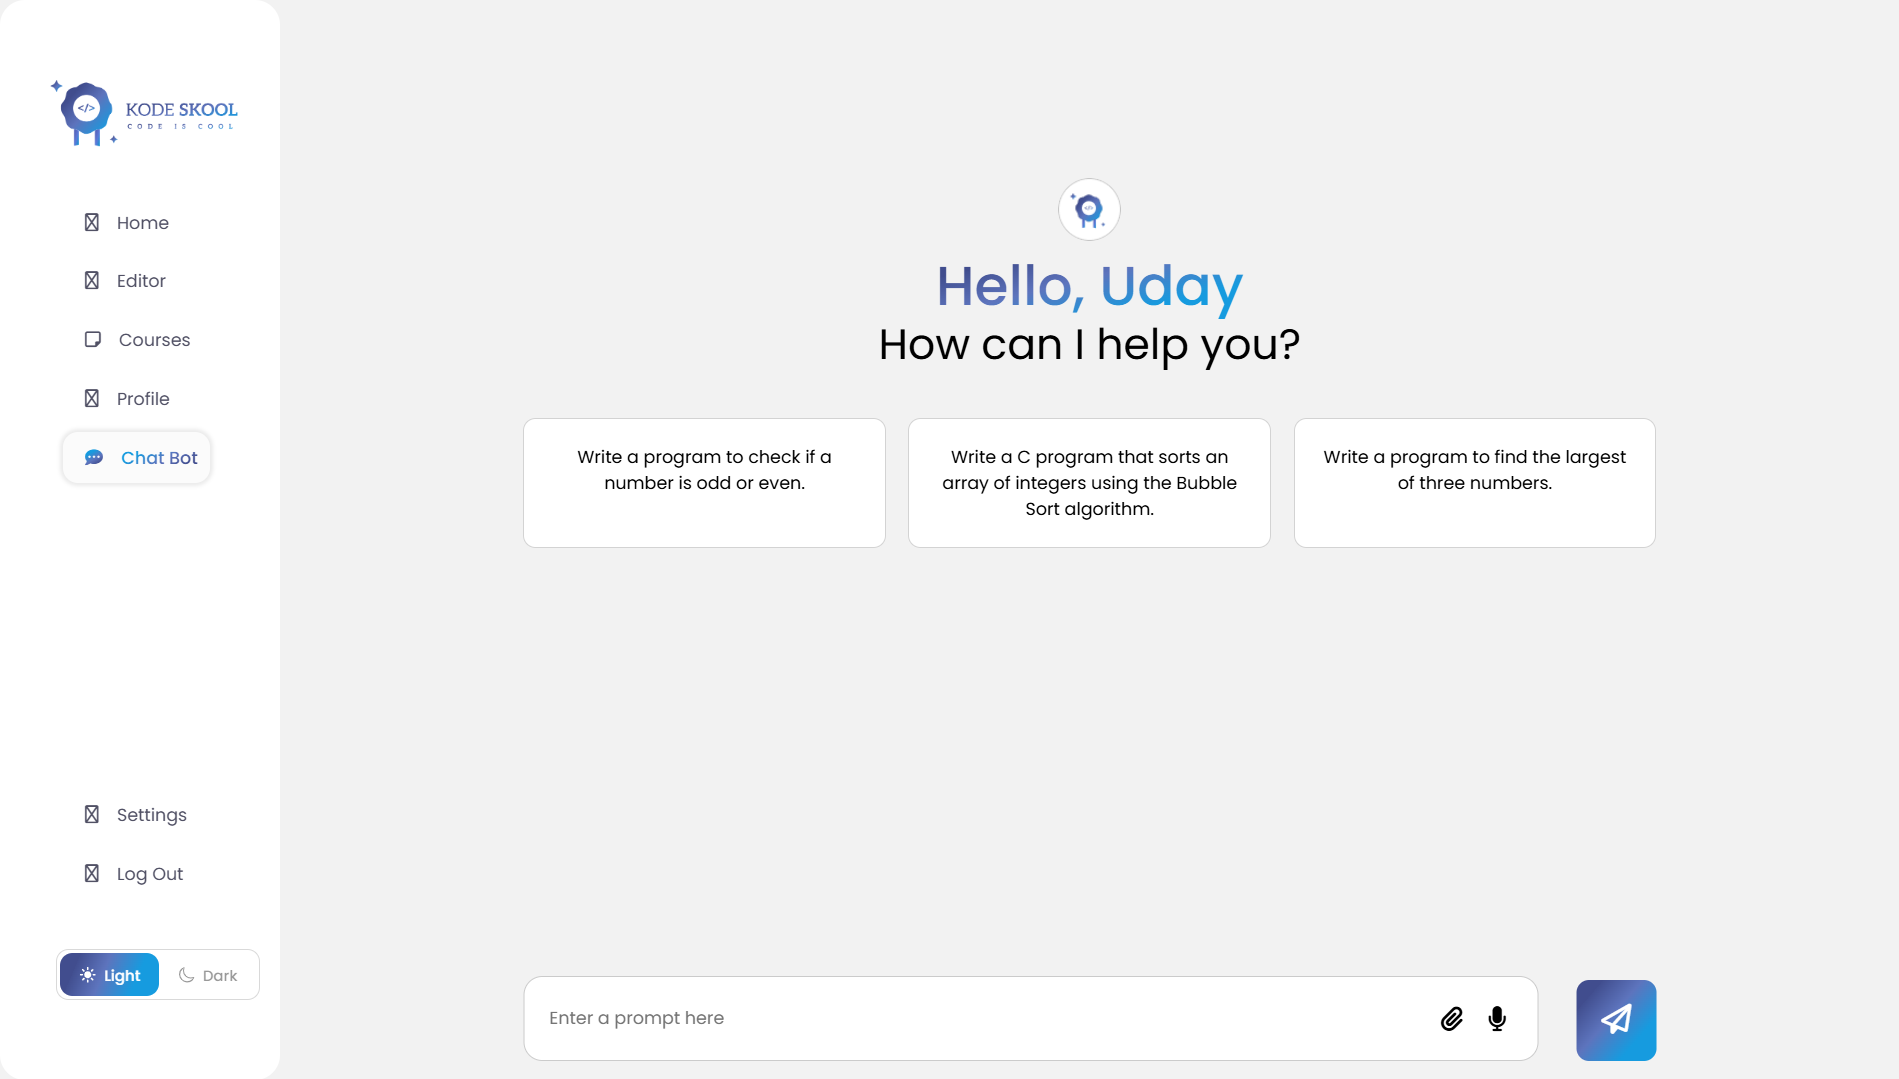 KODE SKOOL
CODE IS COOL
Home
Editor
Courses
Profile
Chat Bot
Settings
Log Out
Light
Dark
Hello, Uday
How can I help you?
Write a program to check if a
number is odd or even.
Write a C program that sorts an
array of integers using the Bubble
Sort algorithm.
Write a program to find the largest
of three numbers.
Enter a prompt here